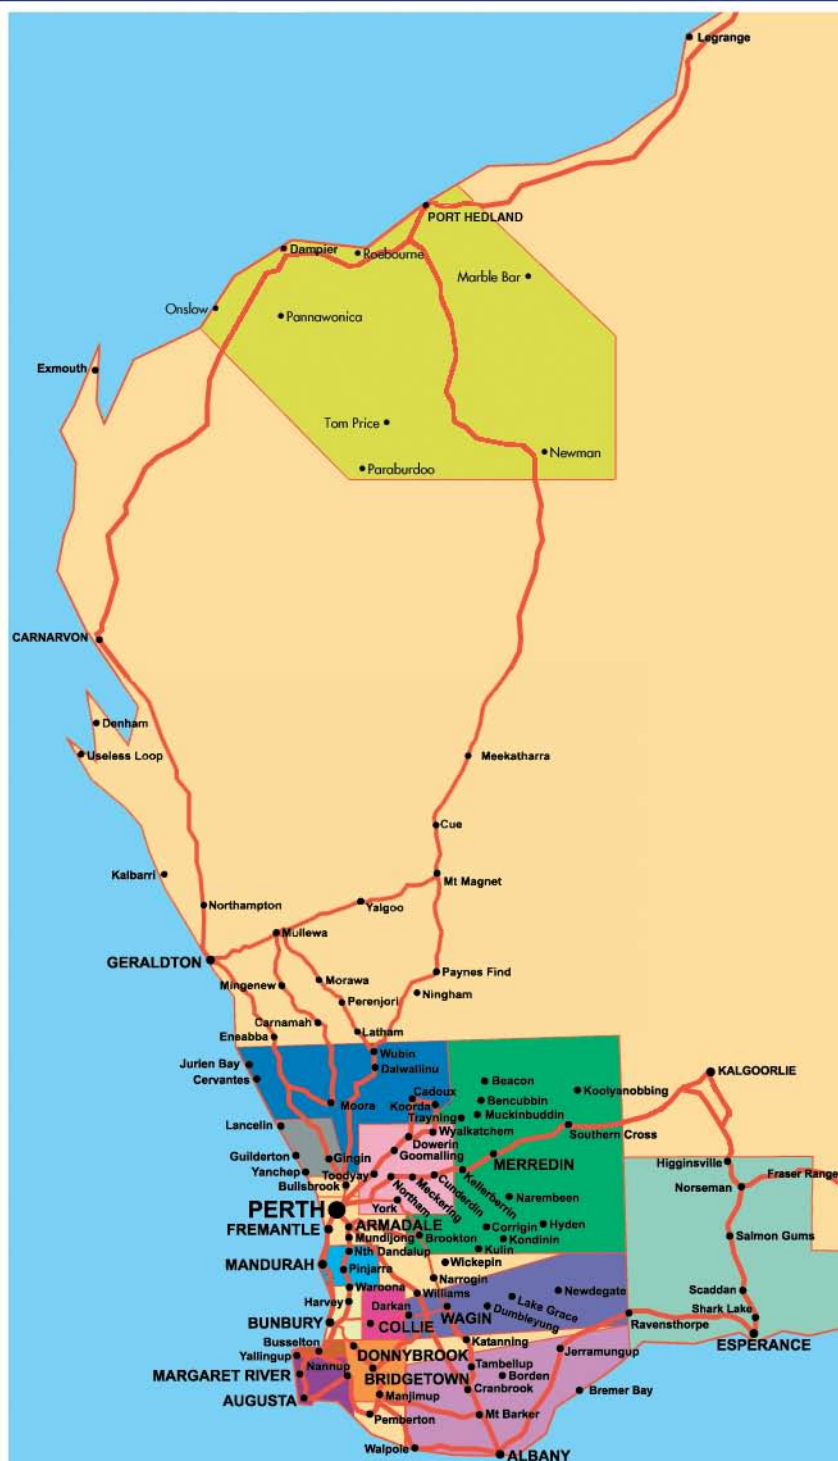 Legrange
PORT HEDLAND
Dampier
Roebourne
Marble Bar
Onslow
Pannawonica
Exmouth
Tom Price
Newman
Paraburdoo
CARNARVON
Denham
Useless Loop
Meekatharra
Cue
Kalbarri
Mt Magnet
Northampton
Yalgoo
Mullewa
GERALDTON
Paynes Find
Morawa
Mingenew
Ningham
Perenjori
Carnamah
Latham
Eneabba
Wubin
Jurien Bay
Dalwallinu
KALGOORLIE
Cervantes
Beacon
Cadoux
Koolyanobbing
Bencubbin
Moora
Koorda
Muckinbuddin
Trayning
Lancelin
Wyalkatchem
Southern Cross
Dowerin
Guilderton
Gingin
Goomalling
MERREDIN
Higginsville
Yanchep
Toodyay
Kellerberrin
Fraser Range
Bullsbrook
Northam
Meckering
Cunderdin
Norseman
Narembeen
PERTH
York
FREMANTLE
ARMADALE
Corrigin
Hyden
Mundijong
Brookton
Kondinin
Salmon Gums
Nth Dandalup
Kulin
MANDURAH
Pinjarra
Wickepin
Narrogin
Waroona
Williams
Newdegate
Scaddan
Harvey
Darkan
Lake Grace
Dumbleyung
Shark Lake
BUNBURY
COLLIE
WAGIN
Ravensthorpe
ESPERANCE
Busselton
Katanning
Yallingup
DONNYBROOK
Jerramungup
Nannup
Tambellup
MARGARET RIVER
BRIDGETOWN
Borden
Cranbrook
Bremer Bay
AUGUSTA
Manjimup
Mt Barker
Pemberton
Walpole
ALBANY